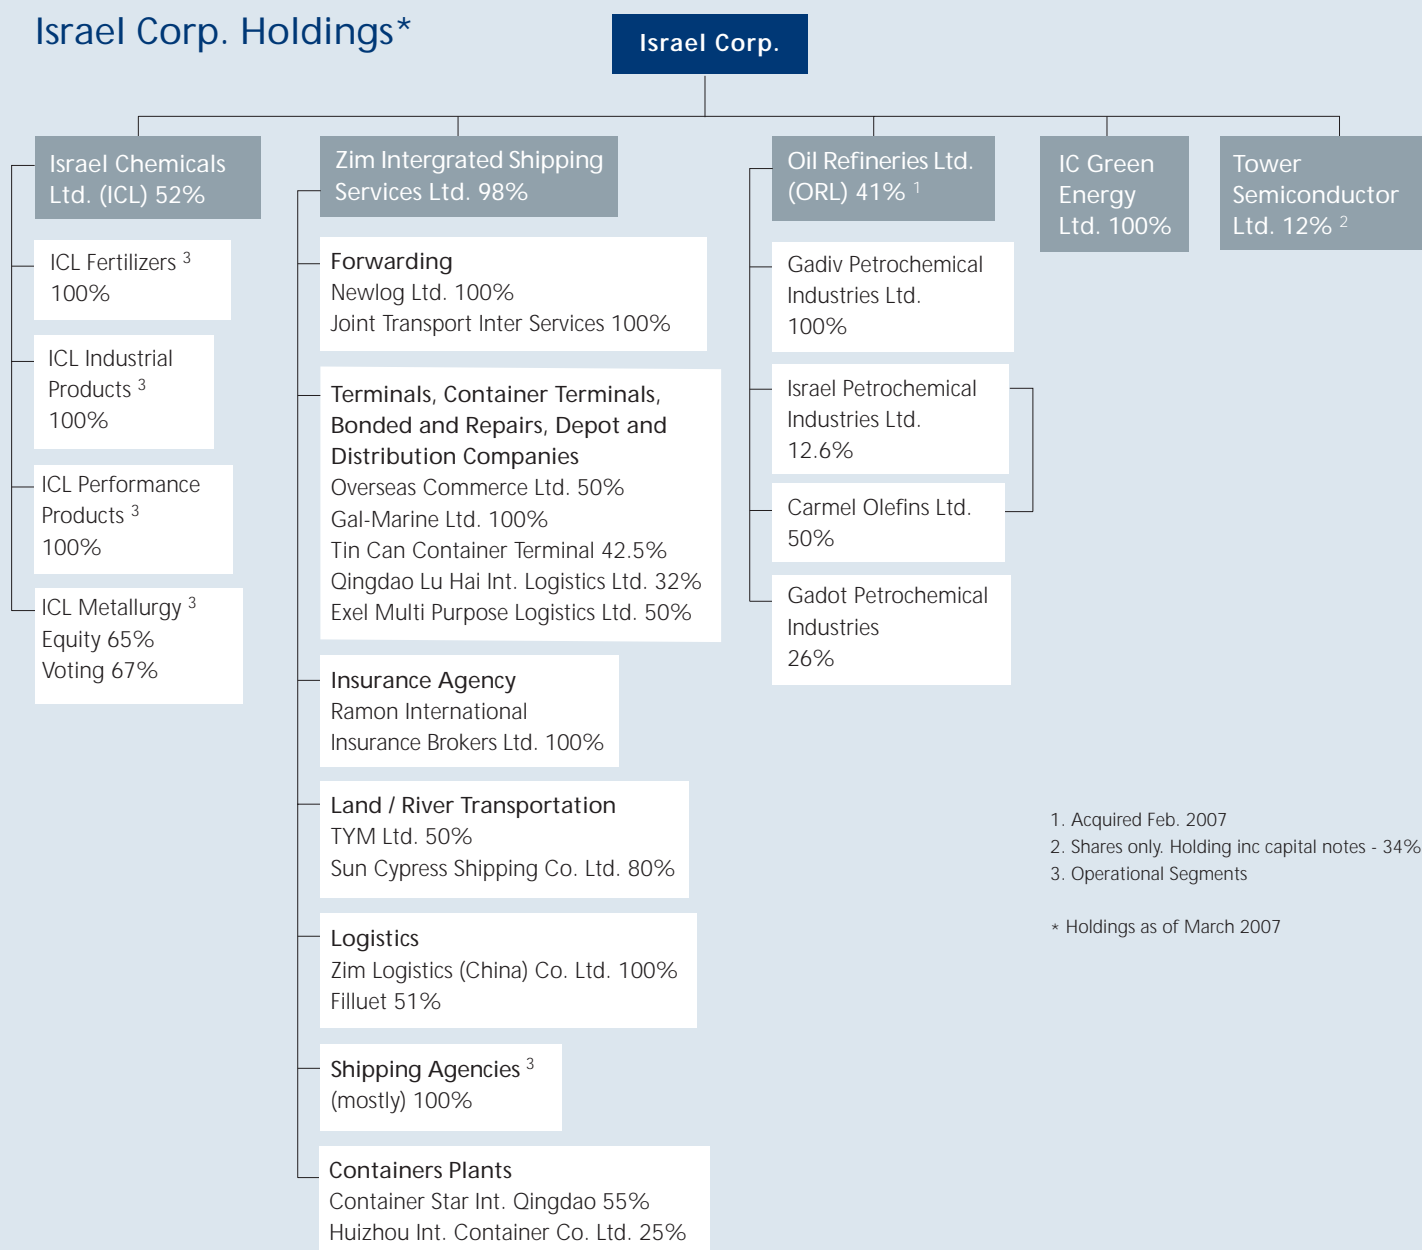 Israel Corp. Holdings*
Israel Corp.
Israel Chemicals
Ltd. (ICL) 52%
ICL Fertilizers 3
100%
ICL Industrial
Products 3
100%
ICL Performance
Products 3
100%
ICL Metallurgy 3
Equity 65%
Voting 67%
Zim Intergrated Shipping
Services Ltd. 98%
Forwarding
Newlog Ltd. 100%
Joint Transport Inter Services 100%
Terminals, Container Terminals,
Bonded and Repairs, Depot and
Distribution Companies
Overseas Commerce Ltd. 50%
Gal-Marine Ltd. 100%
Tin Can Container Terminal 42.5%
Qingdao Lu Hai Int. Logistics Ltd. 32%
Exel Multi Purpose Logistics Ltd. 50%
Insurance Agency
Ramon International
Insurance Brokers Ltd. 100%
Land / River Transportation
TYM Ltd. 50%
Sun Cypress Shipping Co. Ltd. 80%
Logistics
Zim Logistics (China) Co. Ltd. 100%
Filluet 51%
Shipping Agencies 3
(mostly) 100%
Containers Plants
Container Star Int. Qingdao 55%
Huizhou Int. Container Co. Ltd. 25%
Oil Refineries Ltd.
(ORL) 41% 1
Gadiv Petrochemical
Industries Ltd.
100%
Israel Petrochemical
Industries Ltd.
12.6%
Carmel Olefins Ltd.
50%
Gadot Petrochemical
Industries
26%
IC Green
Energy
Ltd. 100%
Tower
Semiconductor
Ltd. 12% 2
1. Acquired Feb. 2007
2. Shares only. Holding inc capital notes - 34%
3. Operational Segments
* Holdings as of March 2007